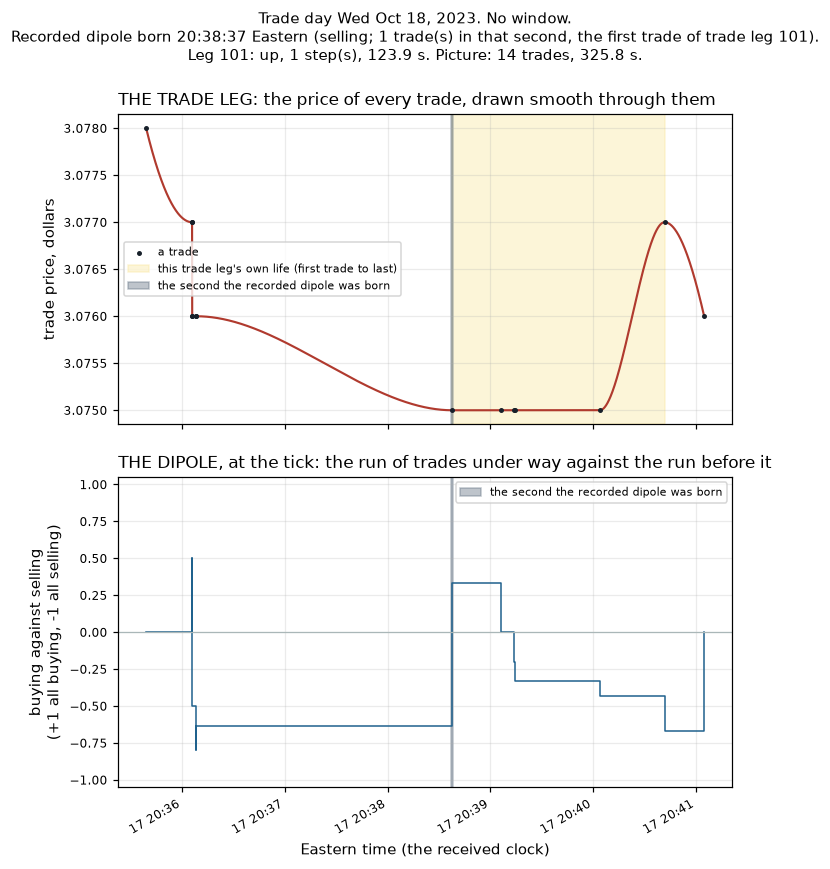 Trade day Wed Oct 18, 2023. No window.
Recorded dipole born 20:38:37 Eastern (selling; 1 trade(s) in that second, the first trade of trade leg 101).
Leg 101: up, 1 step(s), 123.9 s. Picture: 14 trades, 325.8 s.
THE TRADE LEG: the price of every trade, drawn smooth through them
trade price, dollars
3.0780
3.0775
3.0770
3.0765
3.0760
3.0755
3.0750
a trade
this trade leg's own life (first trade to last)
the second the recorded dipole was born
THE DIPOLE, at the tick: the run of trades under way against the run before it
buying against selling
(+1 all buying, -1 all selling)
1.00
0.75
0.50
0.25
0.00
−0.25
−0.50
−0.75
−1.00
the second the recorded dipole was born
17 20:36
17 20:37
17 20:38
17 20:39
17 20:40
17 20:41
Eastern time (the received clock)